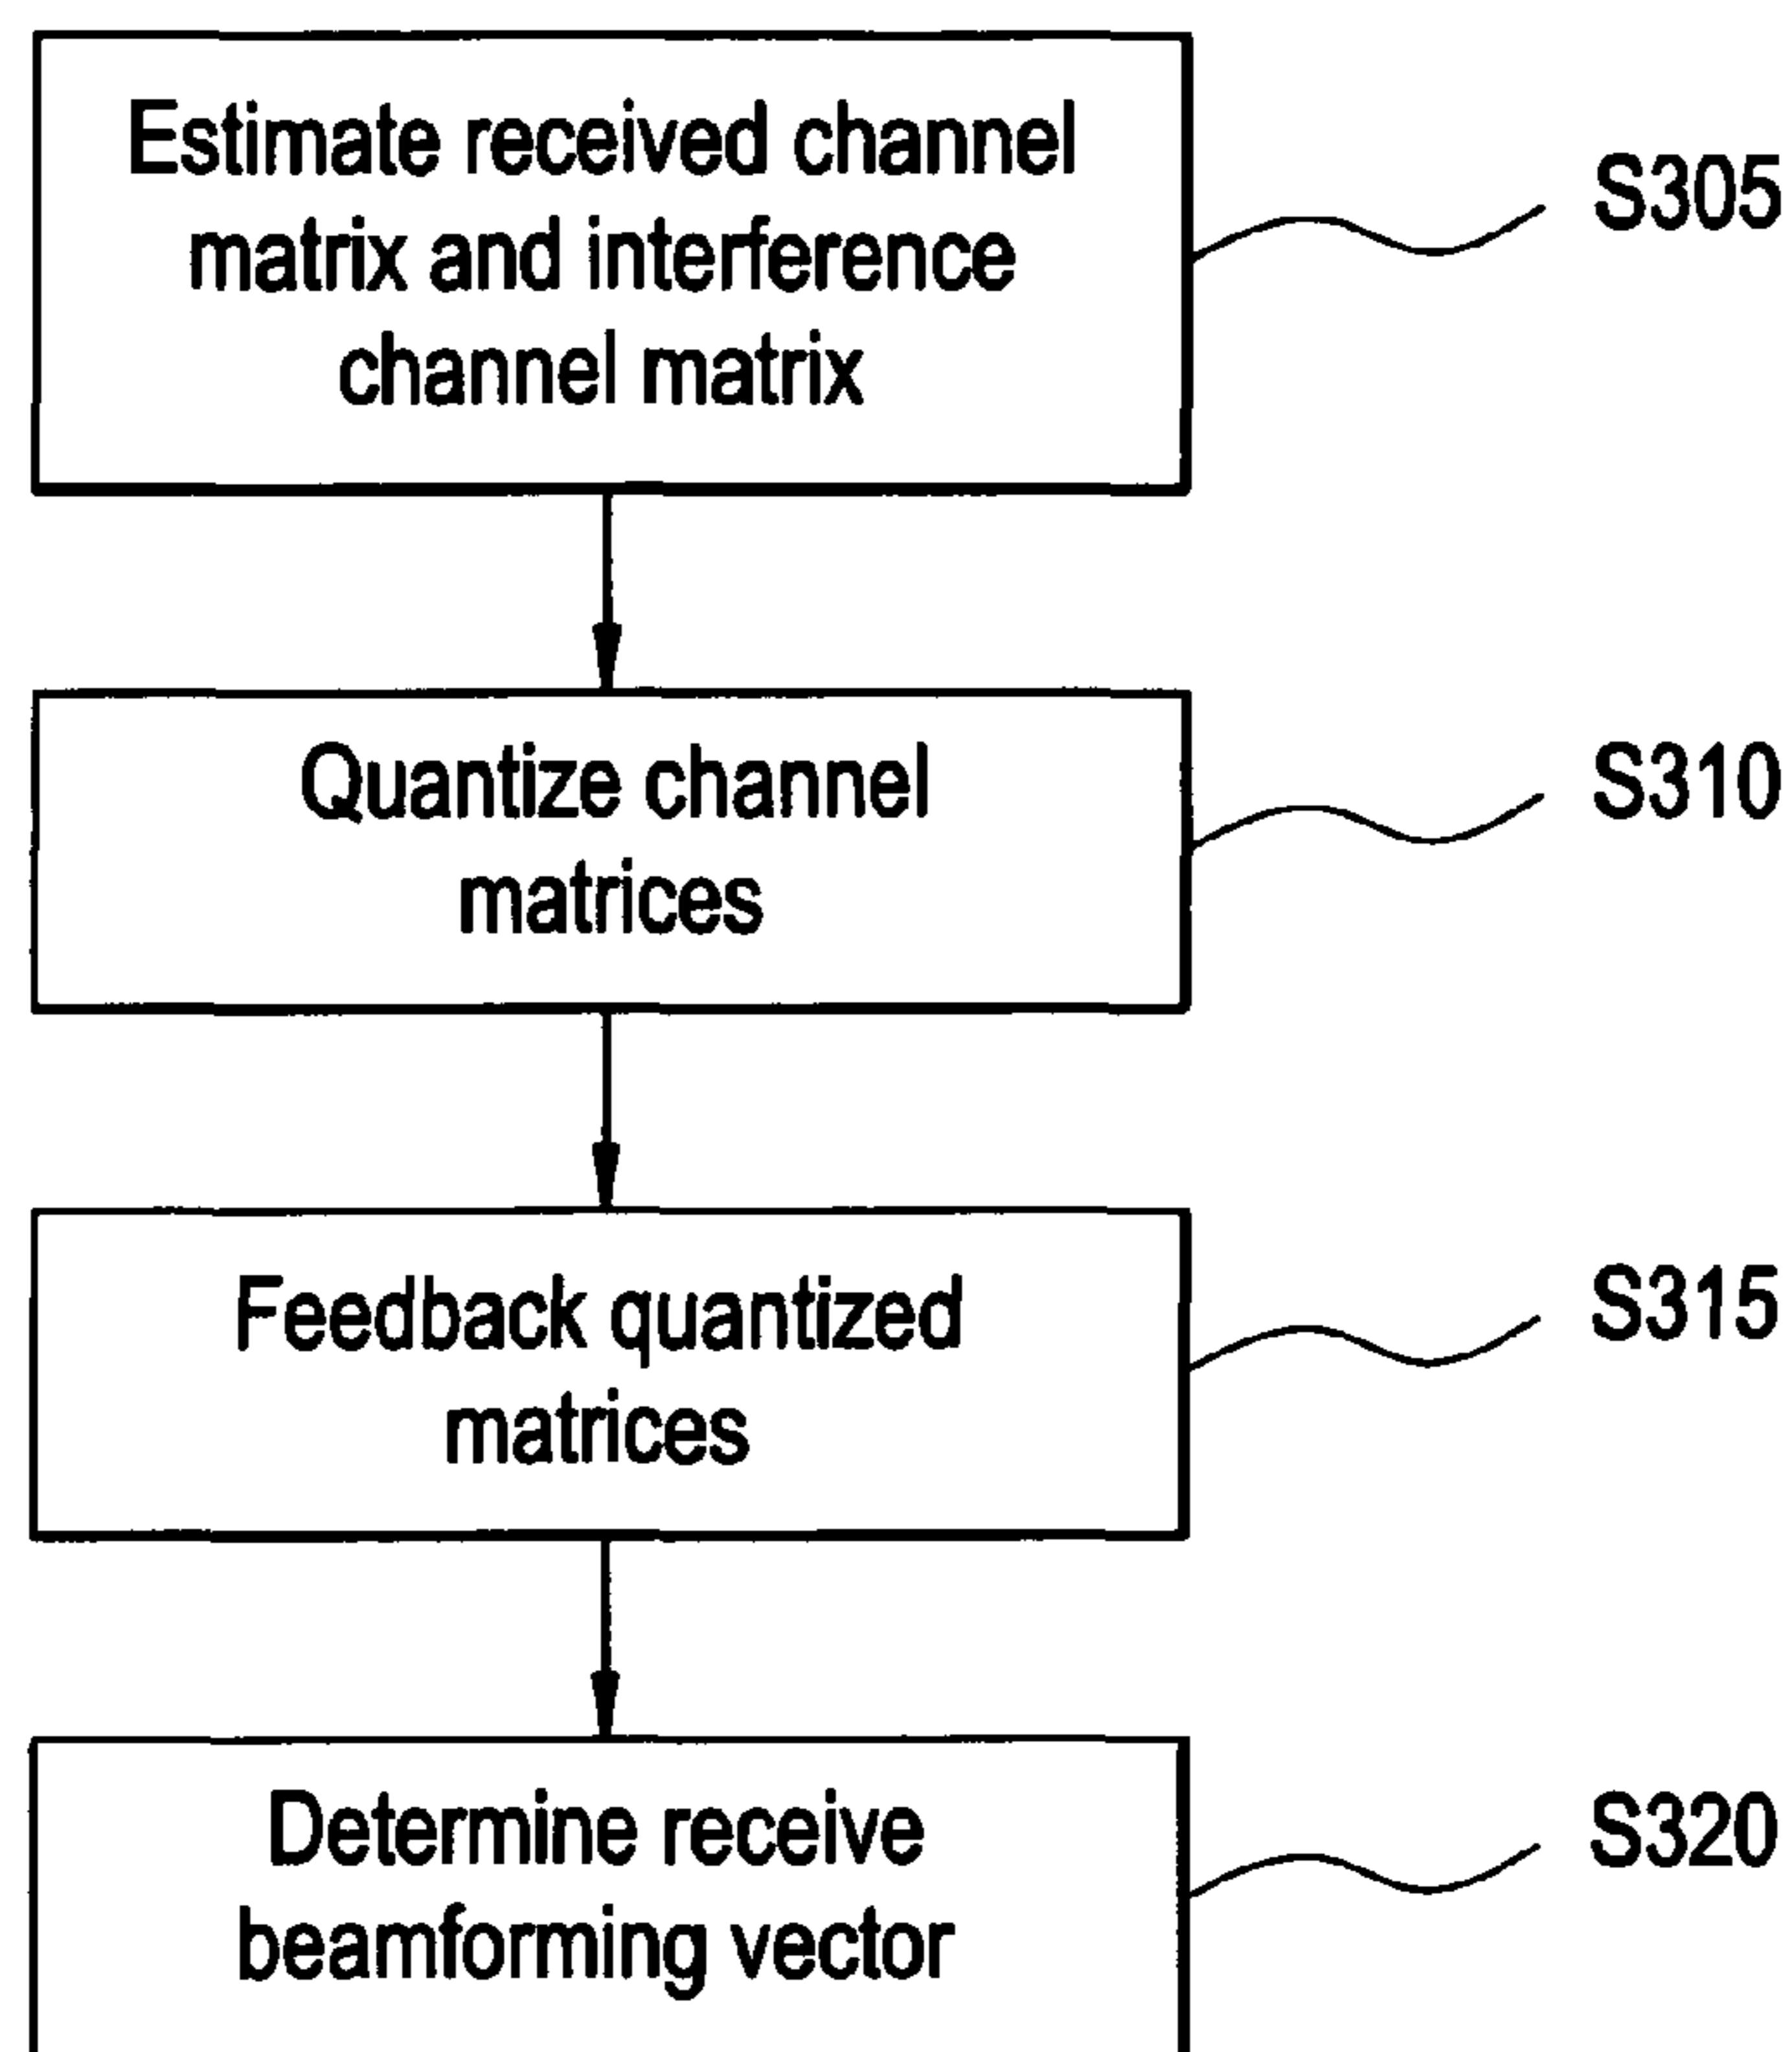 Estimate received channel
matrix and interference
channel matrix
S305
Quantize channel
matrices
S310
Feedback quantized
matrices
S315
Determine receive
beamforming vector
S320